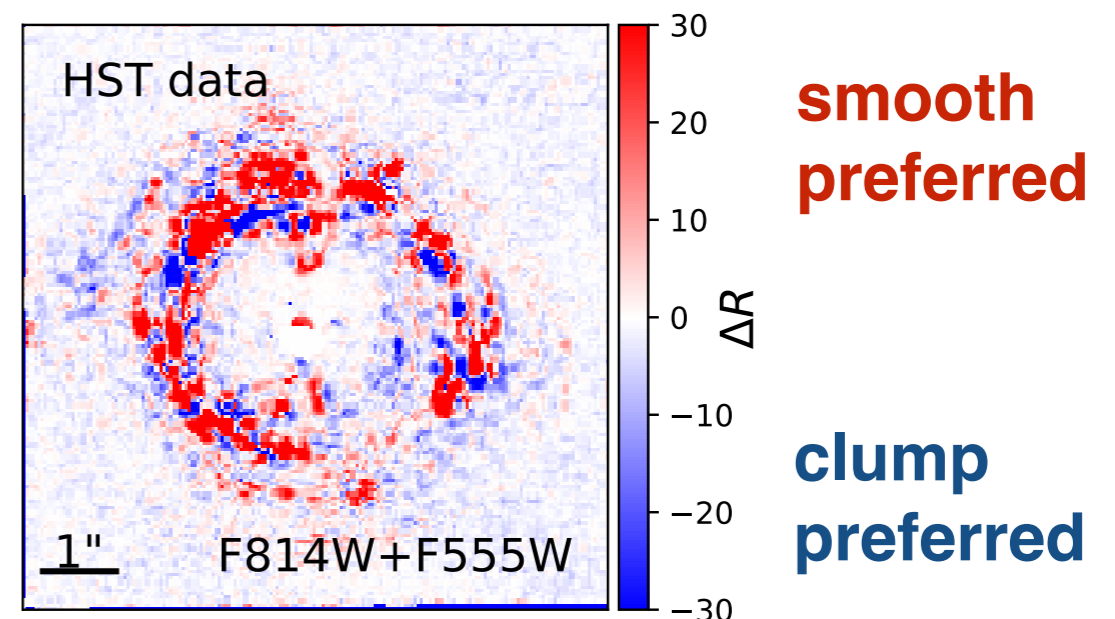 HST data
1"
F814W+F555W
30
20
10
0
−10
−20
−30
ΔR
smooth
preferred
clump
preferred